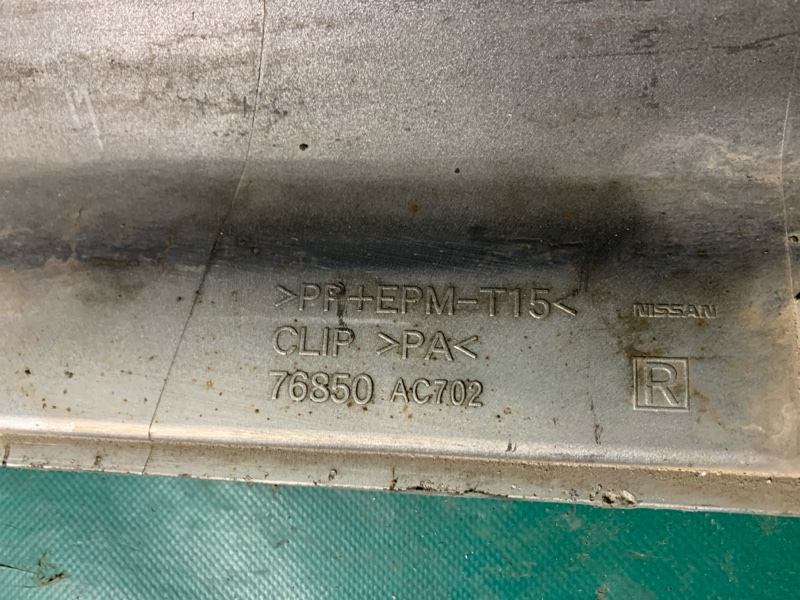 >PP+EPM-T15<
NISSAN
CLIP >PA<
R
76850 AC702